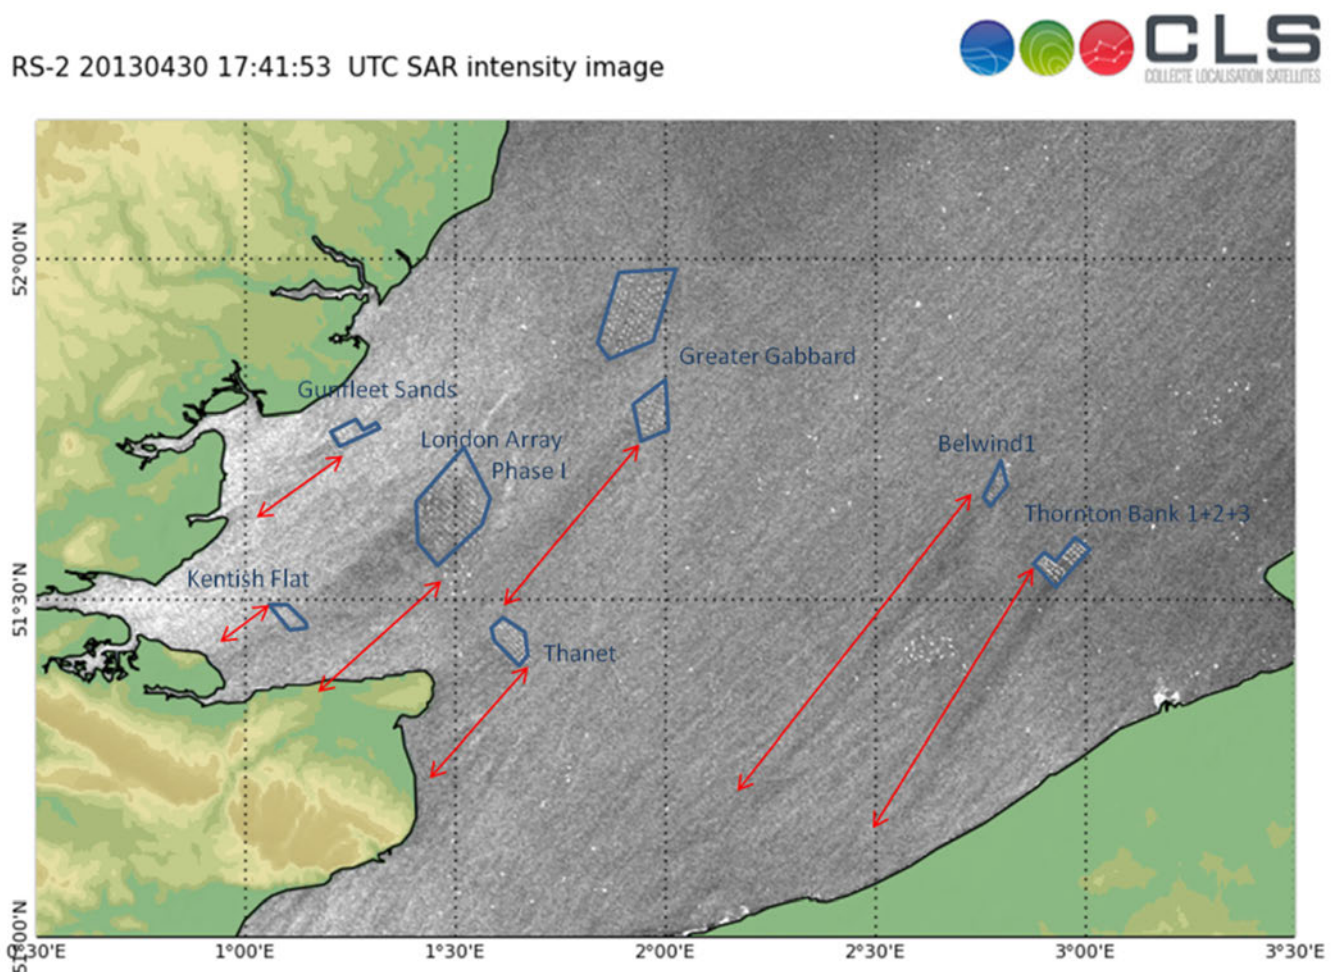 CLS
COLLECTE LOCALISATION SATELLITES
RS-2 20130430 17:41:53 UTC SAR intensity image
52°00'N
Greater Gabbard
Gunfleet Sands
London Array
Phase I
Belwind1
Thornton Bank 1+2+3
Kentish Flat
51°30'N
Thanet
51°00'N
0°30'E 1°00'E 1°30'E 2°00'E 2°30'E 3°00'E 3°30'E